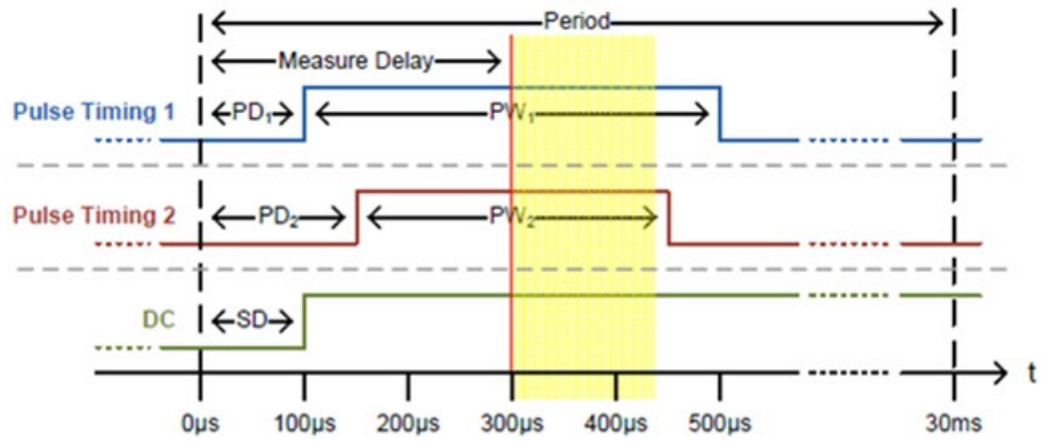 Period
Measure Delay
Pulse Timing 1
PD₁
PW₁
Pulse Timing 2
PD₂
PW₂
DC
SD
t
0µs 100µs 200µs 300µs 400µs 500µs 30ms